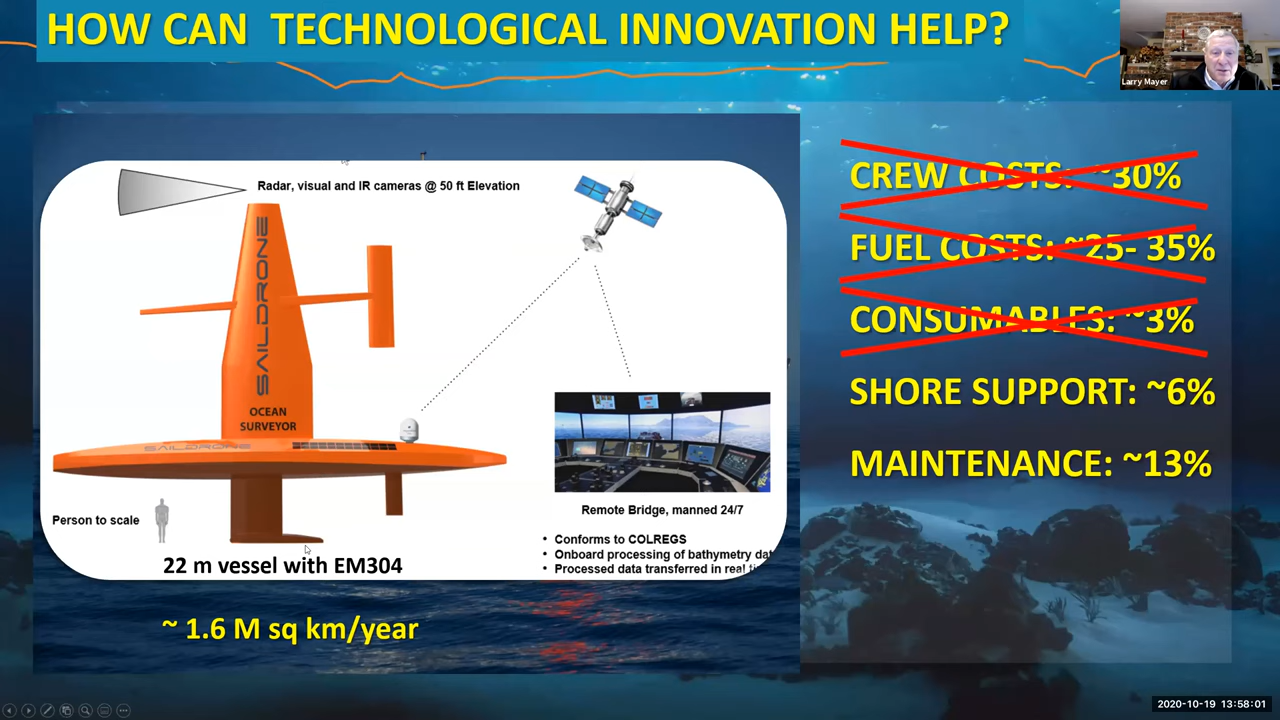 HOW CAN TECHNOLOGICAL INNOVATION HELP?
Larry Mayer
Radar, visual and IR cameras @ 50 ft Elevation
SAILDRONE
OCEAN
SURVEYOR
SAILDRONE
Person to scale
22 m vessel with EM304
Remote Bridge, manned 24/7
• Conforms to COLREGS
• Onboard processing of bathymetry dat
• Processed data transferred in real
~ 1.6 M sq km/year
CREW COSTS: ~30%
FUEL COSTS: ~25- 35%
CONSUMABLES: ~3%
SHORE SUPPORT: ~6%
MAINTENANCE: ~13%
2020-10-19 13:58:01